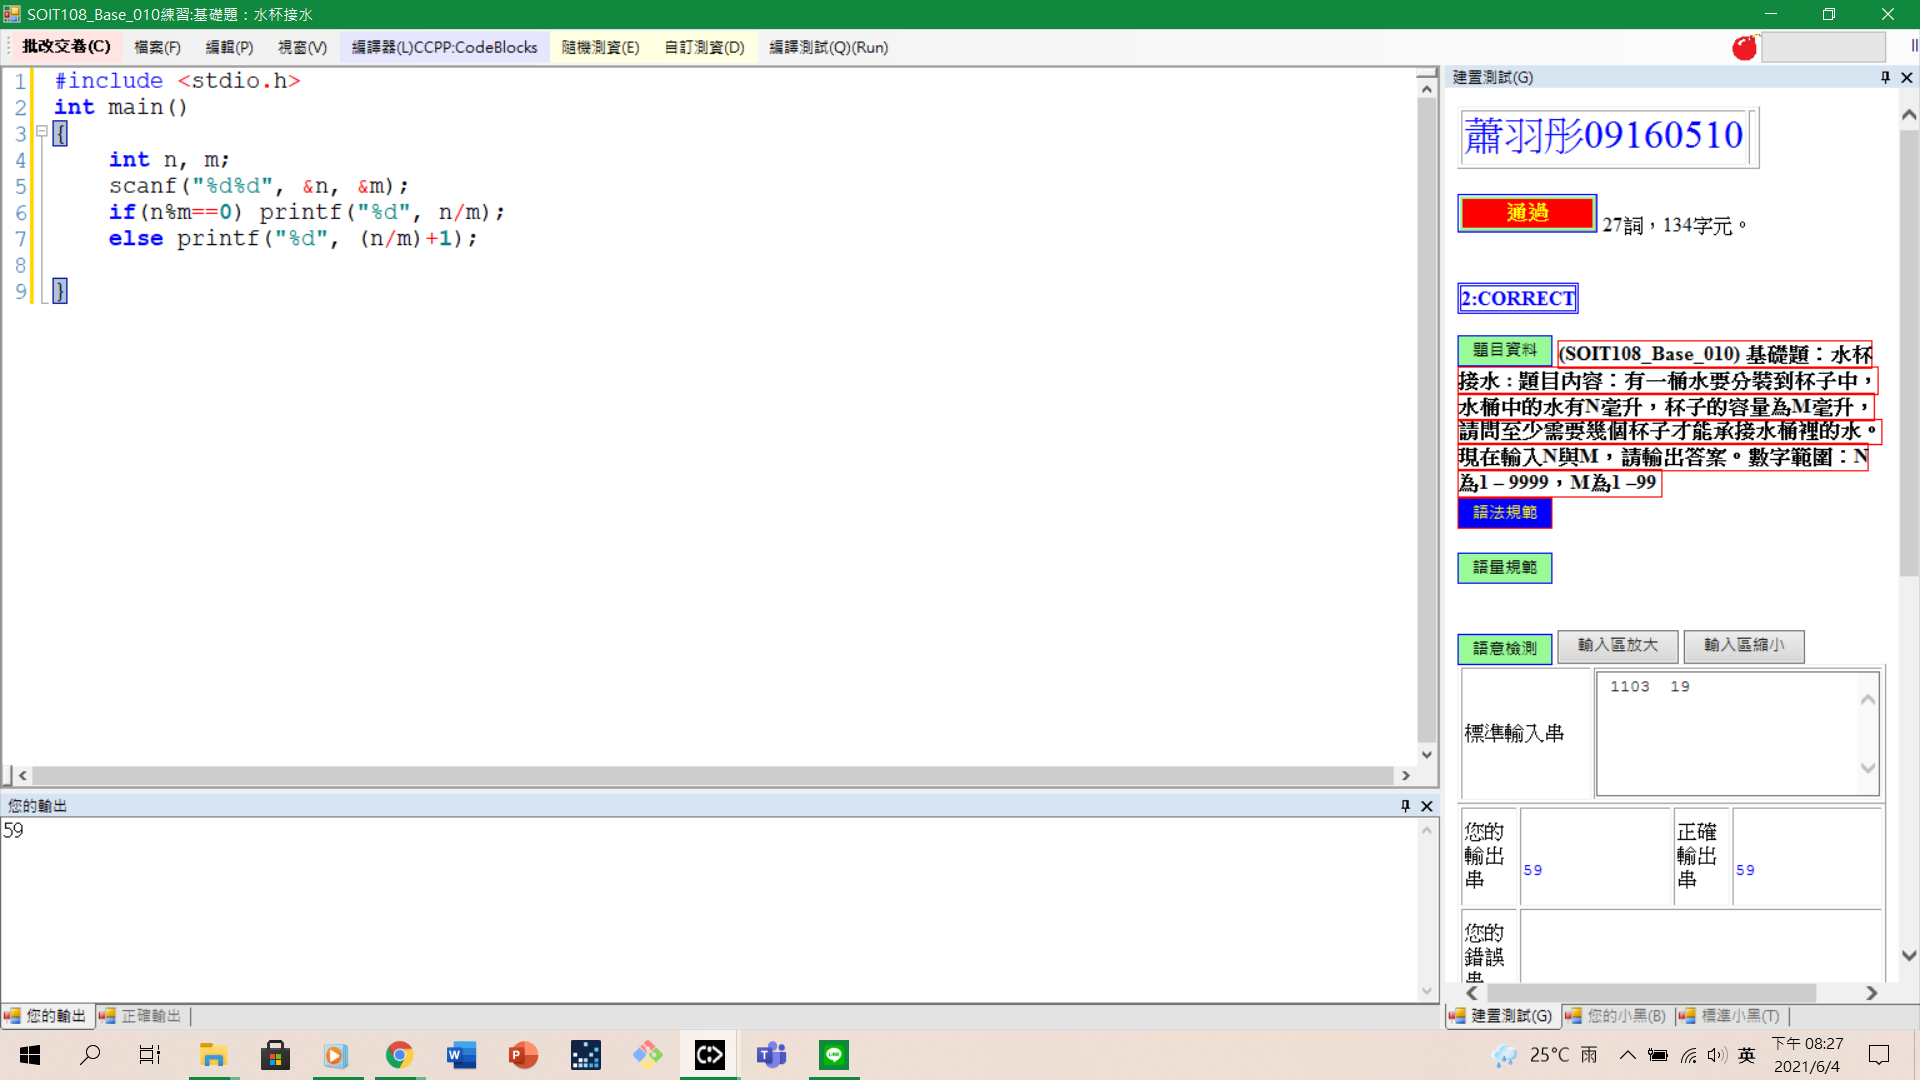 SOIT108_Base_010練習:基礎題：水杯接水
批改交卷(C) 檔案(F) 編輯(P) 視窗(V) 編譯器(L)CCPP:CodeBlocks 隨機測資(E) 自訂測資(D) 編譯測試(Q)(Run)
1 #include <stdio.h>
2 int main()
3 {
4 int n, m;
5 scanf("%d%d", &n, &m);
6 if(n%m==0) printf("%d", n/m);
7 else printf("%d", (n/m)+1);
8
9 }
您的輸出
59
您的輸出 正確輸出
建置測試(G)
蕭羽彤09160510
通過 27詞，134字元。
2:CORRECT
題目資料 (SOIT108_Base_010) 基礎題：水杯
接水：題目內容：有一桶水要分裝到杯子中，
水桶中的水有N毫升，杯子的容量為M毫升，
請問至少需要幾個杯子才能承接水桶裡的水。
現在輸入N與M，請輸出答案。數字範圍：N
為1 – 9999，M為1 –99
語法規範
語量規範
語意檢測 輸入區放大 輸入區縮小
標準輸入串 1103 19
您的輸出串 59 正確輸出串 59
您的錯誤串
建置測試(G) 您的小黑(B) 標準小黑(T)
25°C 雨 英 下午 08:27
2021/6/4